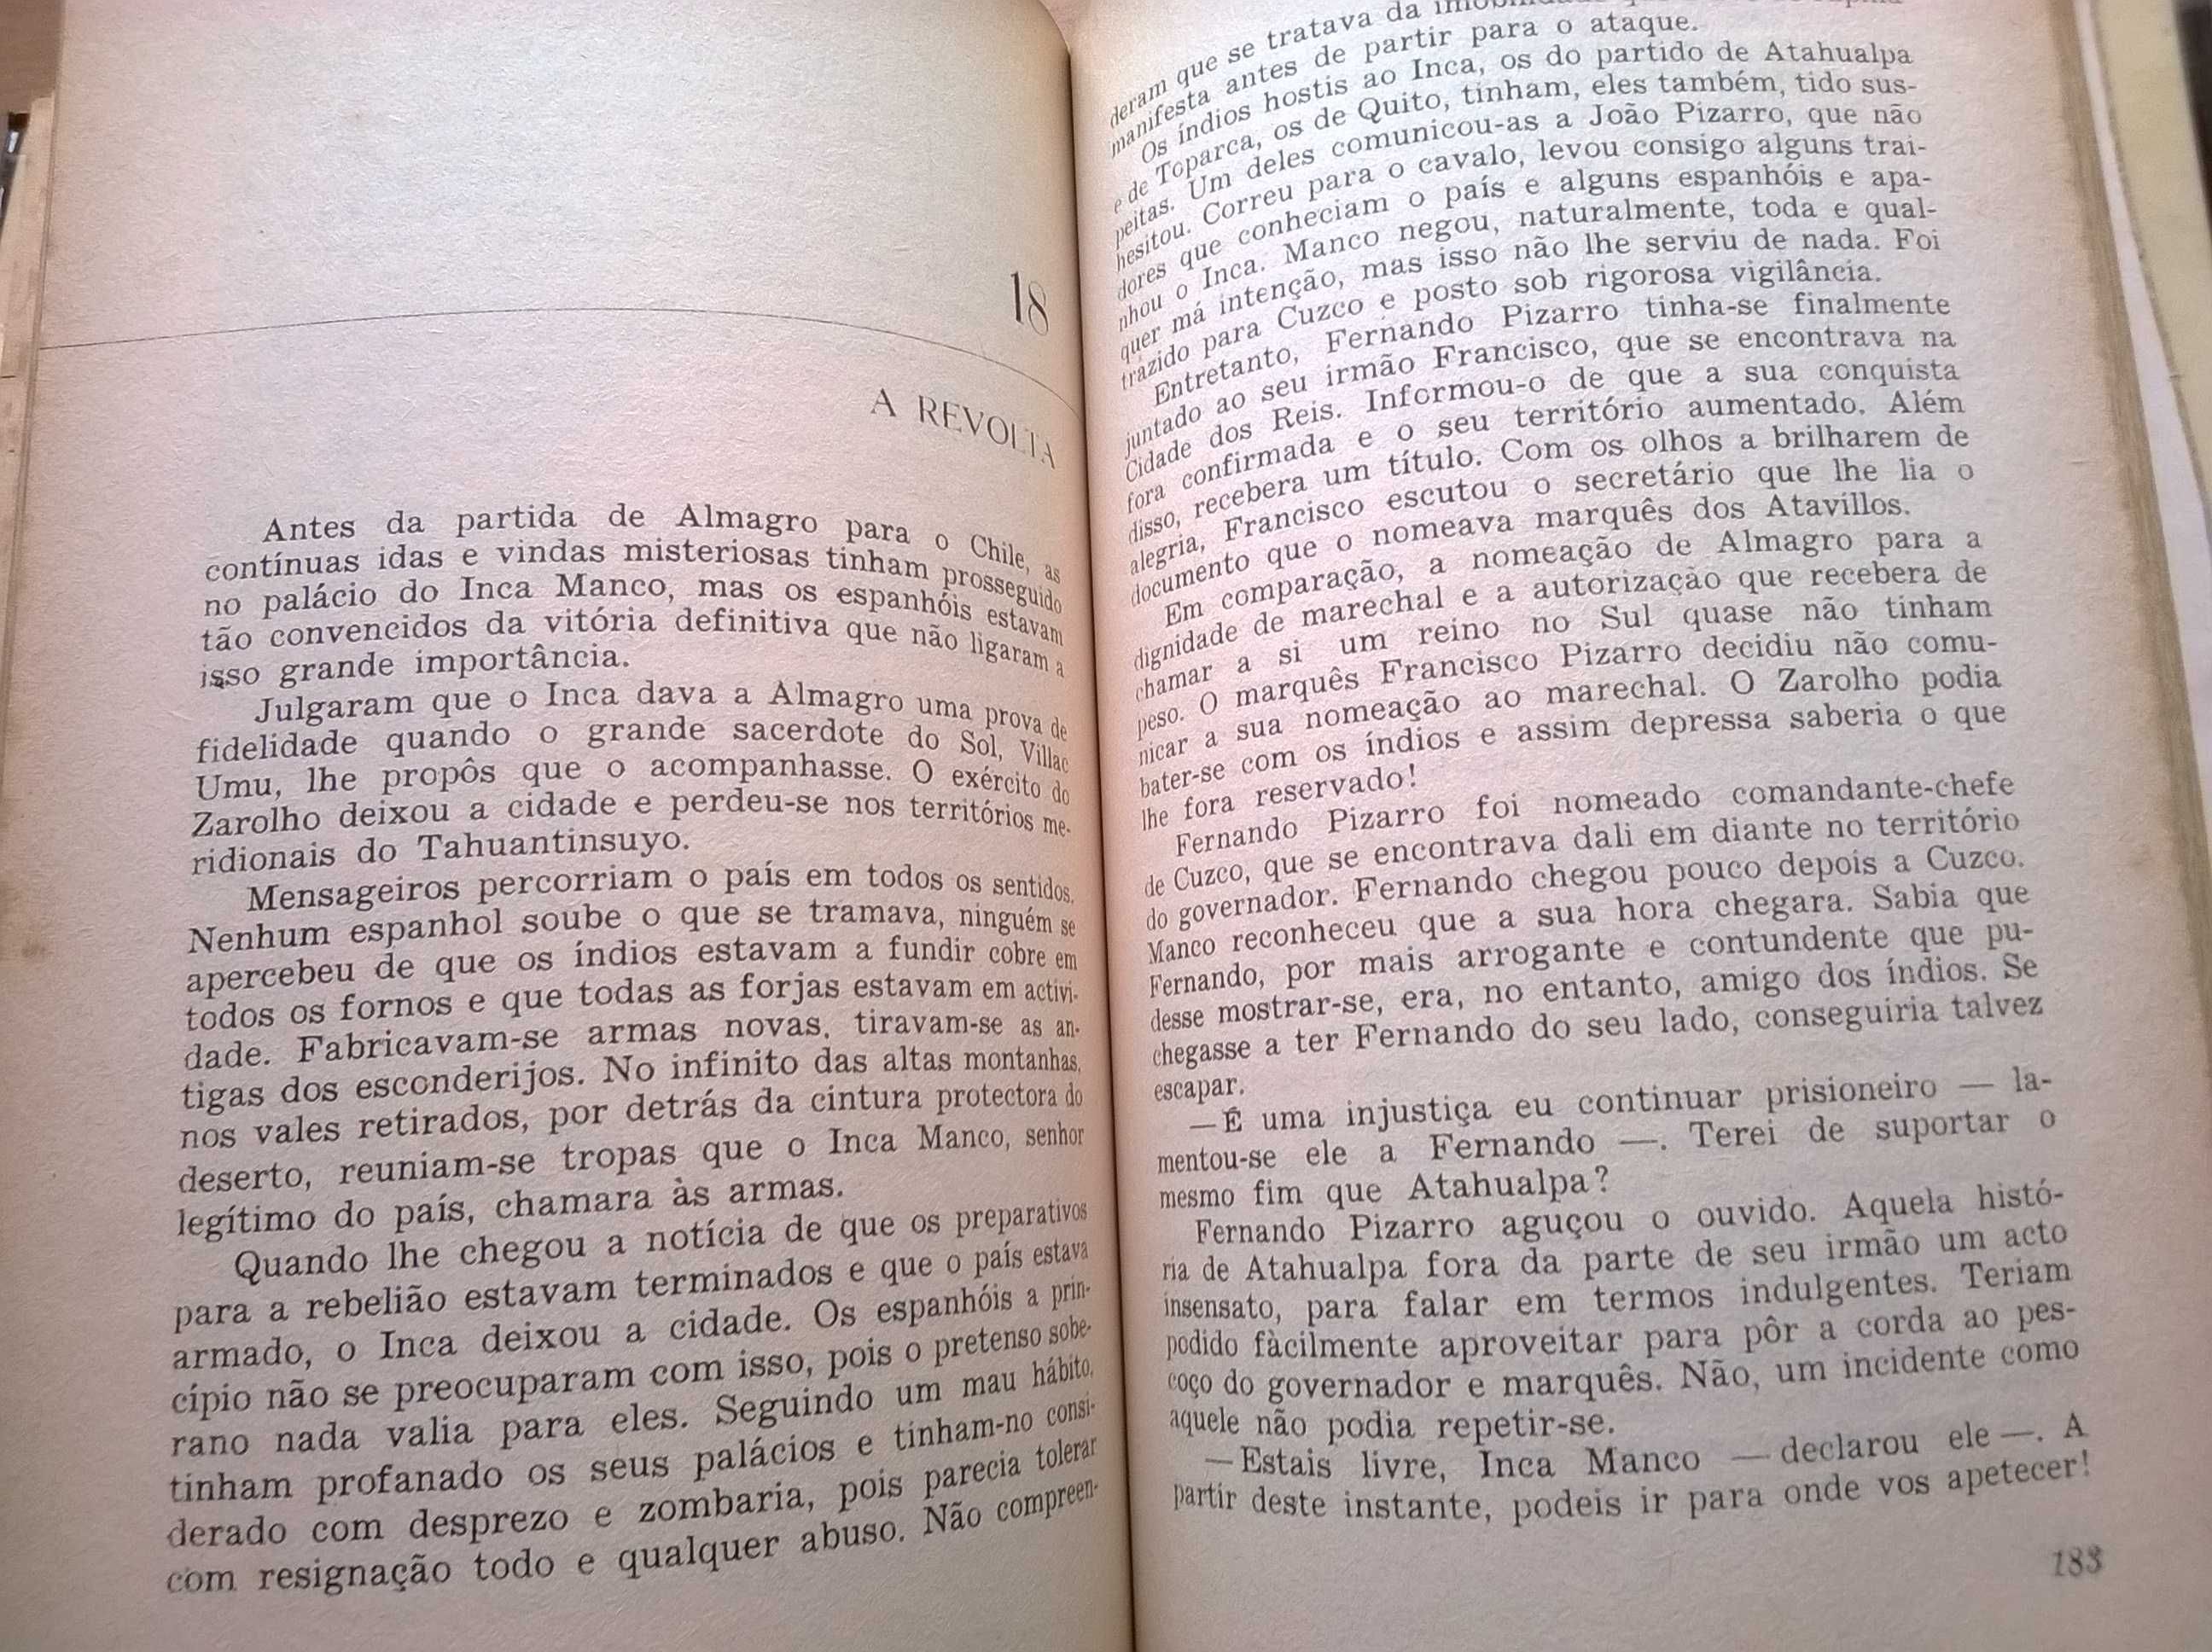 18
A REVOLTA
Antes da partida de Almagro para o Chile, as
contínuas idas e vindas misteriosas tinham prosseguido
no palácio do Inca Manco, mas os espanhóis estavam
tão convencidos da vitória definitiva que não ligaram a
isso grande importância.
Julgaram que o Inca dava a Almagro uma prova de
fidelidade quando o grande sacerdote do Sol, Villac
Umu, lhe propôs que o acompanhasse. O exército do
Zarolho deixou a cidade e perdeu-se nos territórios me-
ridionais do Tahuantinsuyo.
Mensageiros percorriam o país em todos os sentidos.
Nenhum espanhol soube o que se tramava, ninguém se
apercebeu de que os índios estavam a fundir cobre em
todos os fornos e que todas as forjas estavam em activi-
dade. Fabricavam-se armas novas, tiravam-se as an-
tigas dos esconderijos. No infinito das altas montanhas,
nos vales retirados, por detrás da cintura protectora do
deserto, reuniam-se tropas que o Inca Manco, senhor
legítimo do país, chamara às armas.
Quando lhe chegou a notícia de que os preparativos
para a rebelião estavam terminados e que o país estava
armado, o Inca deixou a cidade. Os espanhóis a prin-
cípio não se preocuparam com isso, pois o pretenso sobe-
rano nada valia para eles. Seguindo um mau hábito,
tinham profanado os seus palácios e tinham-no consi-
derado com desprezo e zombaria, pois parecia tolerar
com resignação todo e qualquer abuso. Não compreen-
deram que se tratava da
manifesta antes de partir para o ataque.
Os índios hostis ao Inca, os do partido de Atahualpa
e de Toparca, os de Quito, tinham, eles também, tido sus-
peitas. Um deles comunicou-as a João Pizarro, que não
hesitou. Correu para o cavalo, levou consigo alguns trai-
dores que conheciam o país e alguns espanhóis e apa-
nhou o Inca. Manco negou, naturalmente, toda e qual-
quer má intenção, mas isso não lhe serviu de nada. Foi
trazido para Cuzco e posto sob rigorosa vigilância.
Entretanto, Fernando Pizarro tinha-se finalmente
juntado ao seu irmão Francisco, que se encontrava na
Cidade dos Reis. Informou-o de que a sua conquista
fora confirmada e o seu território aumentado. Além
disso, recebera um título. Com os olhos a brilharem de
alegria, Francisco escutou o secretário que lhe lia o
documento que o nomeava marquês dos Atavillos.
Em comparação, a nomeação de Almagro para a
dignidade de marechal e a autorização que recebera de
chamar a si um reino no Sul quase não tinham
peso. O marquês Francisco Pizarro decidiu não comu-
nicar a sua nomeação ao marechal. O Zarolho podia
bater-se com os índios e assim depressa saberia o que
lhe fora reservado!
Fernando Pizarro foi nomeado comandante-chefe
de Cuzco, que se encontrava dali em diante no território
do governador. Fernando chegou pouco depois a Cuzco.
Manco reconheceu que a sua hora chegara. Sabia que
Fernando, por mais arrogante e contundente que pu-
desse mostrar-se, era, no entanto, amigo dos índios. Se
chegasse a ter Fernando do seu lado, conseguiria talvez
escapar.
—É uma injustiça eu continuar prisioneiro — la-
mentou-se ele a Fernando —. Terei de suportar o
mesmo fim que Atahualpa?
Fernando Pizarro aguçou o ouvido. Aquela histó-
ria de Atahualpa fora da parte de seu irmão um acto
insensato, para falar em termos indulgentes. Teriam
podido fàcilmente aproveitar para pôr a corda ao pes-
coço do governador e marquês. Não, um incidente como
aquele não podia repetir-se.
—Estais livre, Inca Manco — declarou ele —. A
partir deste instante, podeis ir para onde vos apetecer!
183